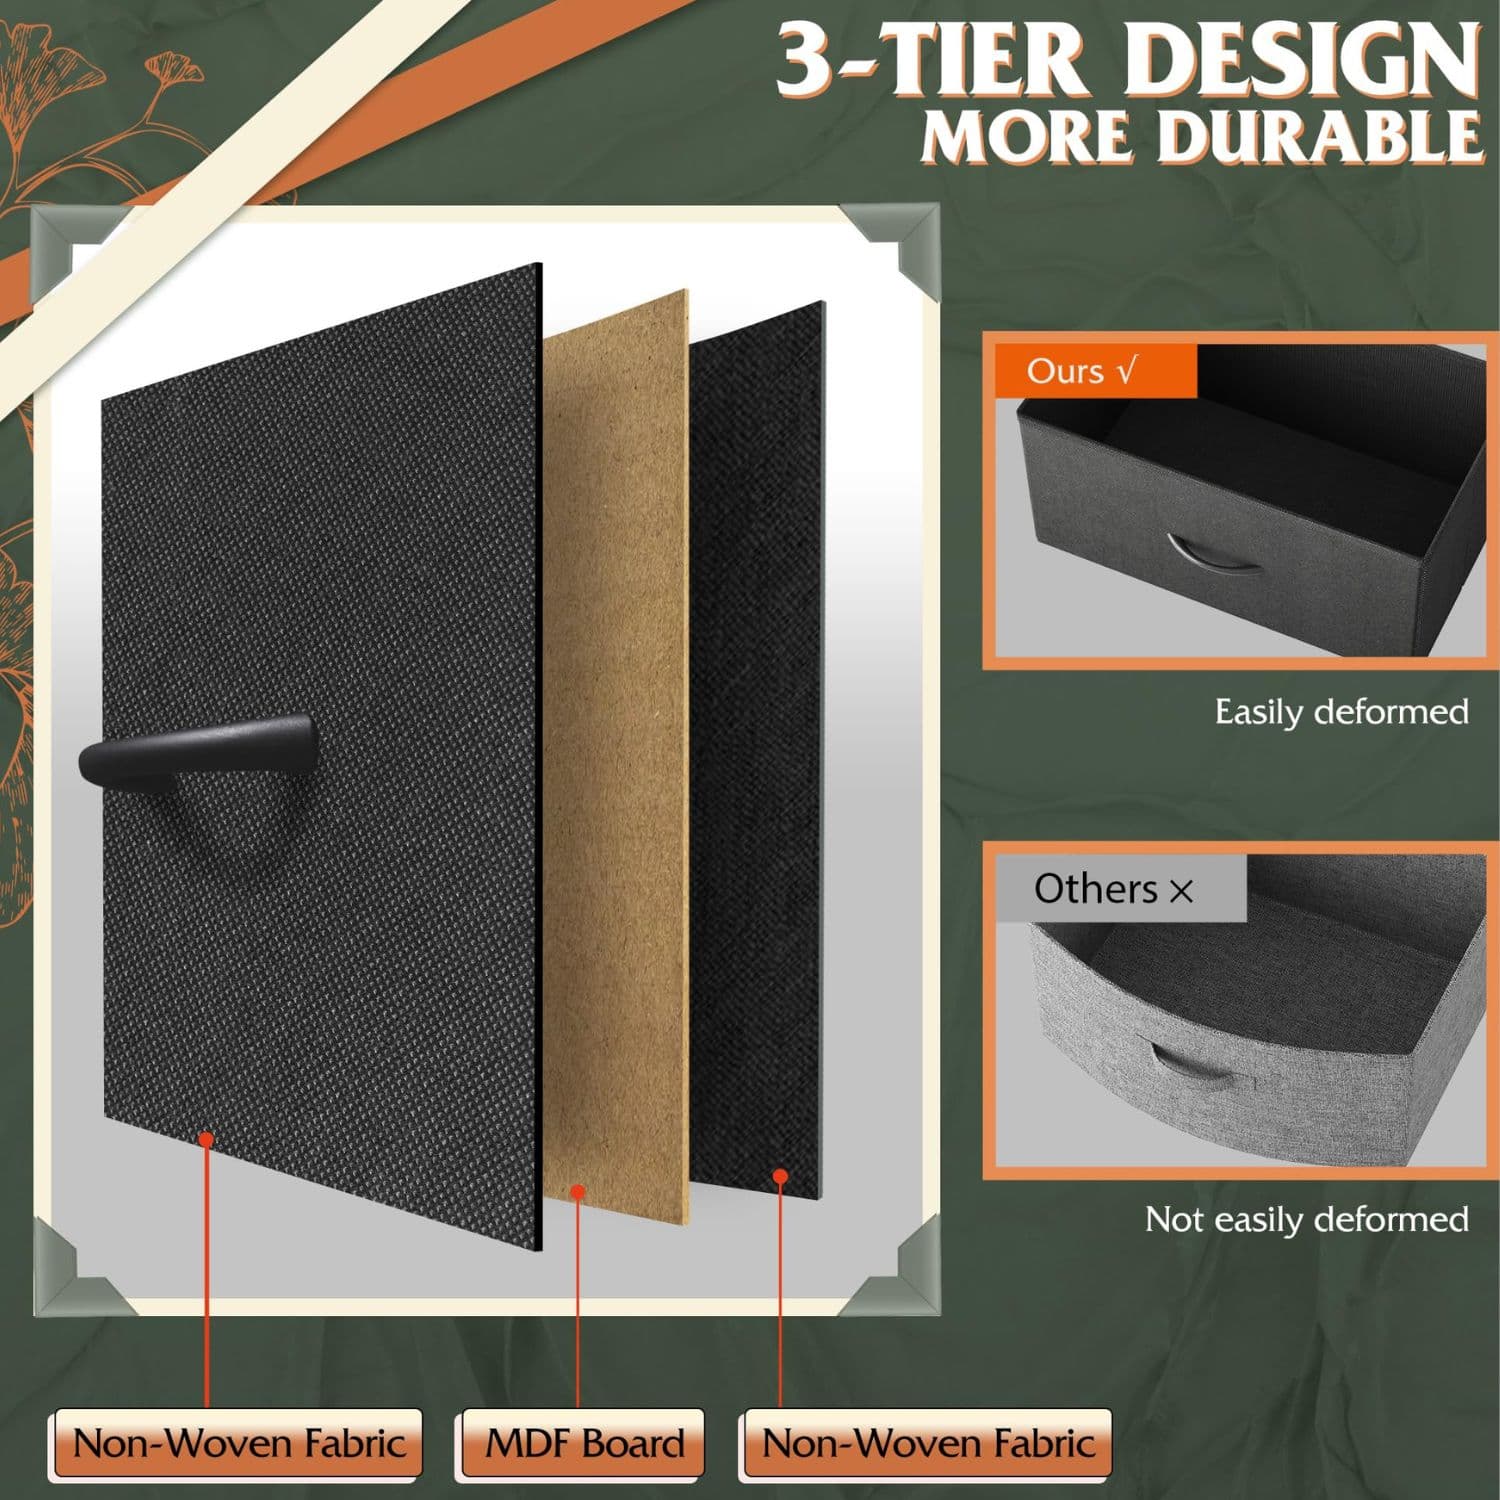 3-TIER DESIGN
MORE DURABLE
Ours √
Easily deformed
Others ×
Not easily deformed
Non-Woven Fabric
MDF Board
Non-Woven Fabric